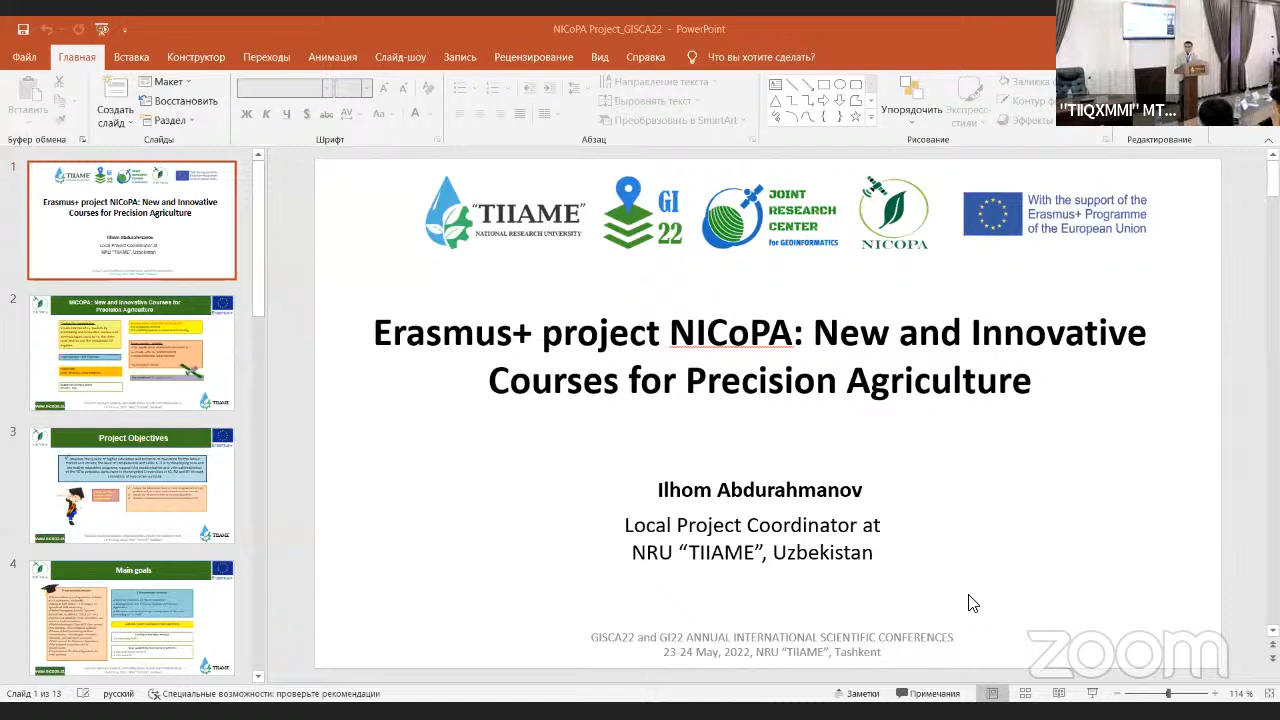 NICoPA Project_GISCA22 - PowerPoint
Файл Главная Вставка Конструктор Переходы Анимация Слайд-шоу Запись Рецензирование Вид Справка Что вы хотите сделать?
Вставить
Создать слайд
Макет
Восстановить
Раздел
Направление текста
Выровнять текст
Преобразовать в SmartArt
Упорядочить
Экспресс-стили
Заливка
Контур
Эффекты
Буфер обмена Слайды Шрифт Абзац Рисование Редактирование
"TIIQXMMI" MT...
1
Erasmus+ project NICoPA: New and Innovative
Courses for Precision Agriculture
Ilhom Abdurahmanov
Local Project Coordinator at
NRU "TIIAME", Uzbekistan
2
NICOPA: New and Innovative Courses for
Precision Agriculture
3
Project Objectives
4
Main goals
"TIIAME"
NATIONAL RESEARCH UNIVERSITY
GI
22
JOINT
RESEARCH
CENTER
for GEOINFORMATICS
NICOPA
With the support of the
Erasmus+ Programme
of the European Union
Erasmus+ project NICoPA: New and Innovative
Courses for Precision Agriculture
Ilhom Abdurahmanov
Local Project Coordinator at
NRU “TIIAME”, Uzbekistan
GISCA22 and GI22 ANNUAL
23-24 May, 2022, NRU "TIIAME", Tashkent
zoom
Слайд 1 из 13 русский Специальные возможности: проверьте рекомендации Заметки Примечания 114 %